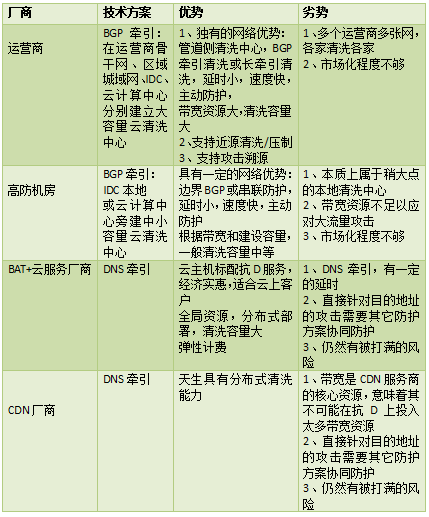 厂商 技术方案 优势 劣势
运营商
BGP 牵引：
在运营商骨
干网、区域
城域网、IDC、
云计算中心
分别建立大
容量云清洗
中心
1、独有的网络优势：
管道侧清洗中心，BGP
牵引清洗或长牵引清
洗，延时小，速度快，
主动防护，
带宽资源大，清洗容量
大
2、支持近源清洗/压制
3、支持攻击溯源
1、多个运营商多张网，
各家清洗各家
2、市场化程度不够
高防机房
BGP 牵引：
IDC 本地
或云计算中
心旁建中小
容量云清洗
中心
具有一定的网络优势：
边界 BGP 或串联防护，
延时小，速度快，主动
防护
根据带宽和建设容量，
一般清洗容量中等
1、本质上属于稍大点
的本地清洗中心
2、带宽资源不足以应
对大流量攻击
3、市场化程度不够
BAT+云服务厂商
DNS 牵引
云主机标配抗 D 服务，
经济实惠，适合云上客
户
全局资源，分布式部
署，清洗容量大
弹性计费
1、DNS 牵引，有一定
的延时
2、直接针对目的地址
的攻击需要其它防护
方案协同防护
3、仍然有被打满的风
险
CDN 厂商
DNS 牵引
天生具有分布式清洗
能力
1、带宽是 CDN 服务商
的核心资源，意味着其
不可能在抗 D 上投入
太多带宽资源
2、直接针对目的地址
的攻击需要其它防护
方案协同防护
3、仍然有被打满的风
险